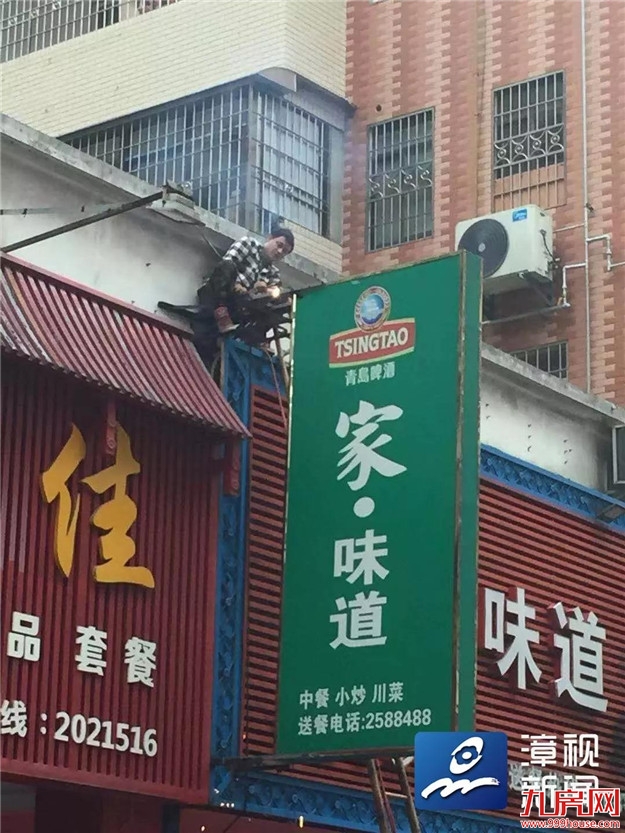 TSINGTAO
青島啤酒
家·味道
中餐 小炒 川菜
送餐电话:2588488
佳
品 套餐
线:2021516
味道
漳视
新闻
九房网
www.999house.com